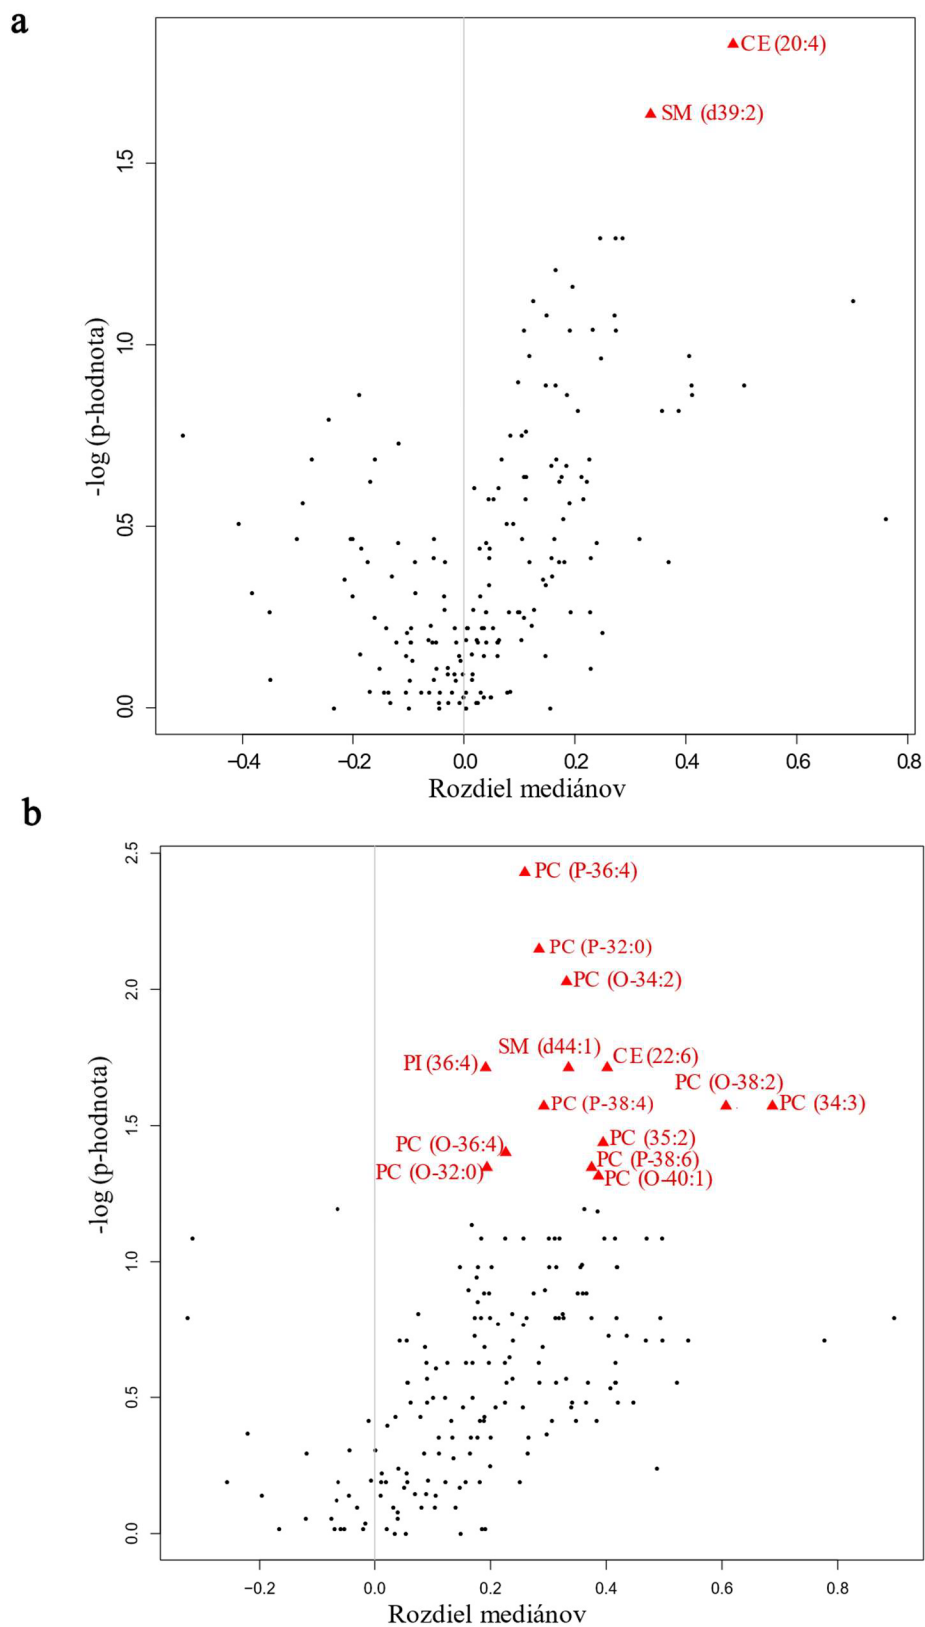 a
CE (20:4)
SM (d39:2)
1.5
1.0
0.5
0.0
-log (p-hodnota)
−0.4 −0.2 0.0 0.2 0.4 0.6 0.8
Rozdiel mediánov
b
2.5
PC (P-36:4)
PC (P-32:0)
2.0
PC (O-34:2)
SM (d44:1)
CE (22:6)
PI (36:4)
PC (O-38:2)
PC (P-38:4)
PC (34:3)
1.5
PC (35:2)
PC (O-36:4)
PC (P-38:6)
PC (O-32:0)
PC (O-40:1)
1.0
0.5
0.0
-log (p-hodnota)
−0.2 0.0 0.2 0.4 0.6 0.8
Rozdiel mediánov